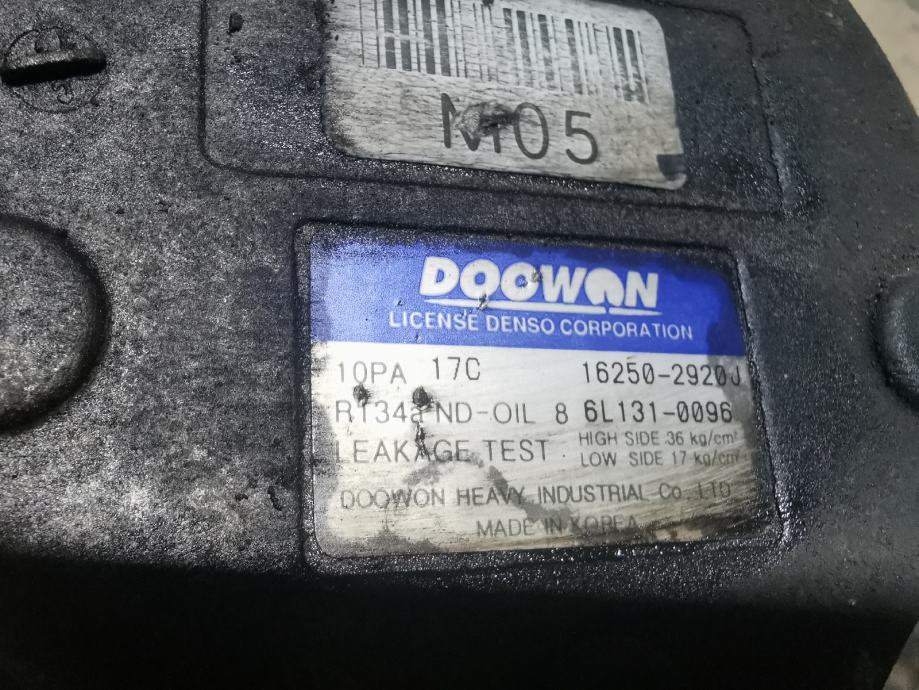 M05
DOOWON
LICENSE DENSO CORPORATION
10PA 17C 16250-2920J
R134a ND-OIL 8 6L131-0096
LEAKAGE TEST HIGH SIDE 36 kg/cm²
LOW SIDE 17 kg/cm²
DOOWON HEAVY INDUSTRIAL Co., LTD.
MADE IN KOREA